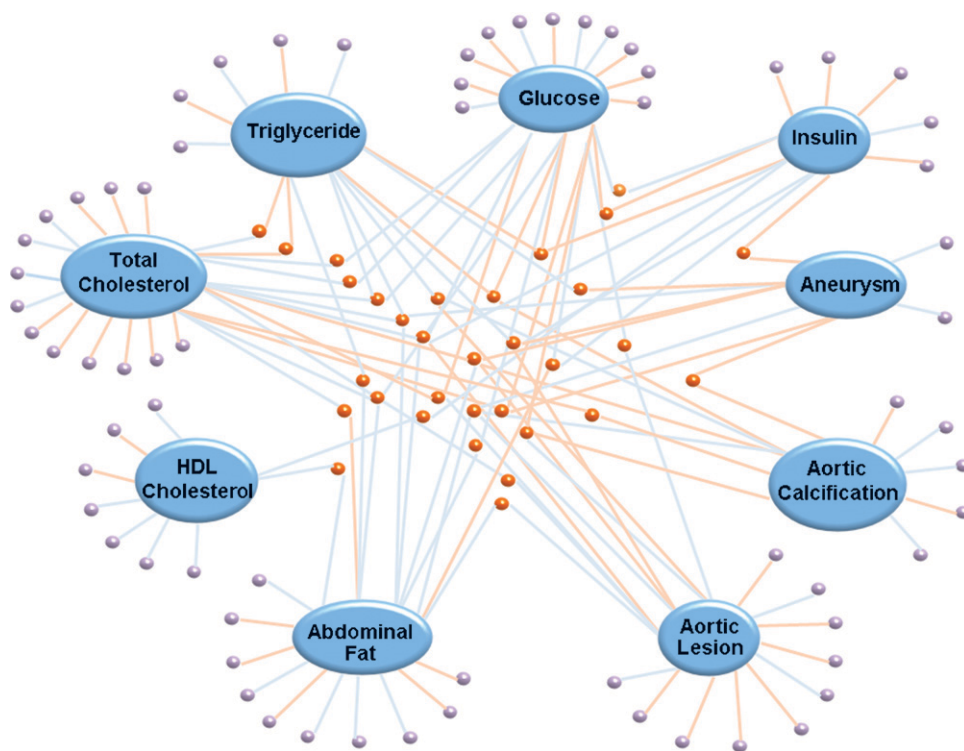 Glucose
Triglyceride
Insulin
Total
Cholesterol
Aneurysm
HDL
Cholesterol
Aortic
Calcification
Abdominal
Fat
Aortic
Lesion